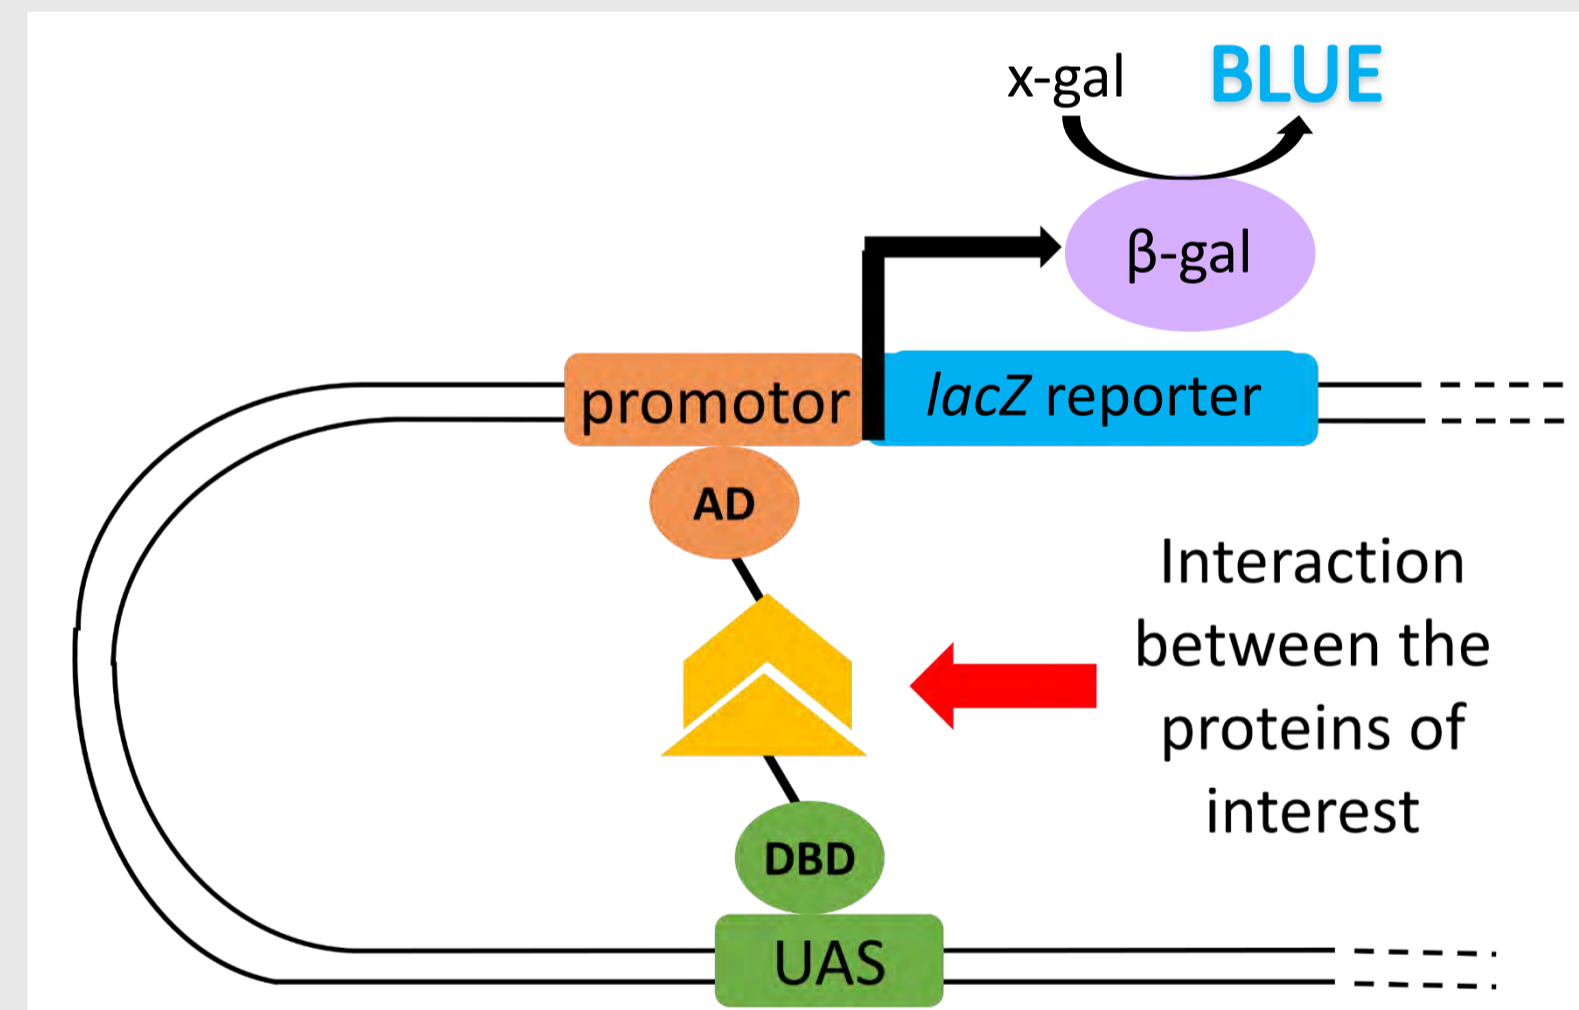 x-gal BLUE
β-gal
promotor lacZ reporter
AD
Interaction
between the
proteins of
interest
DBD
UAS